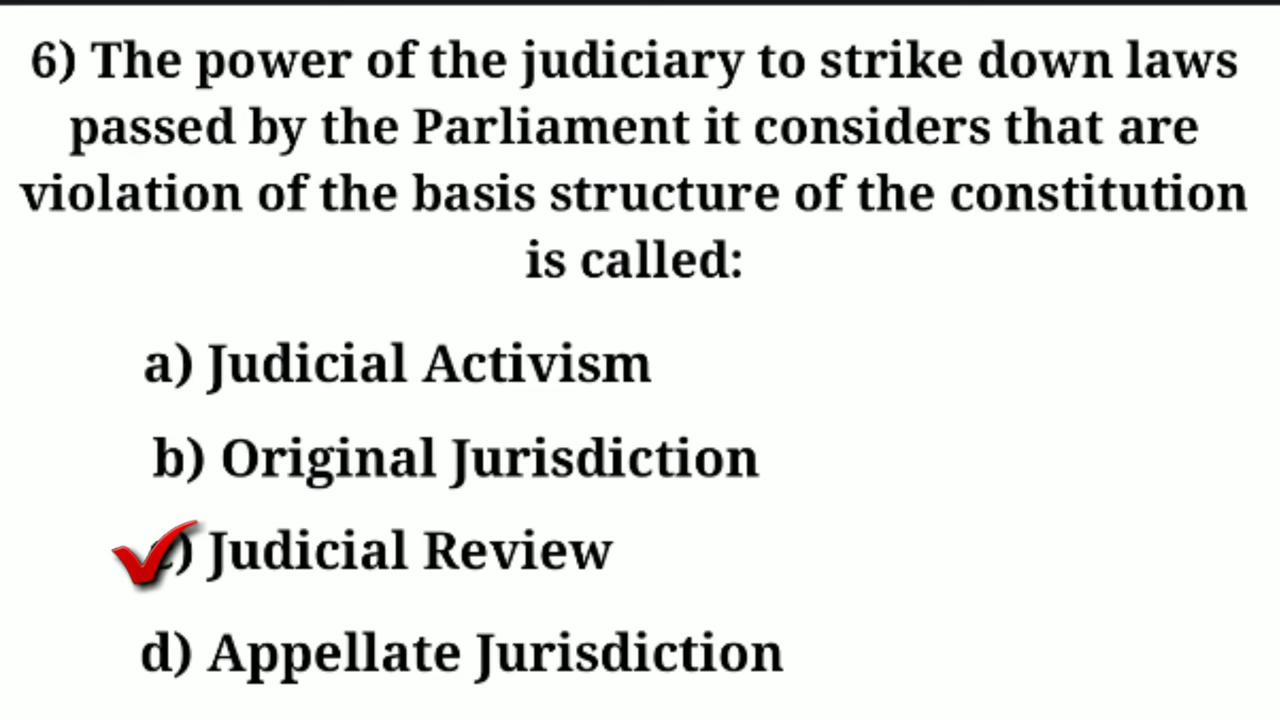 6) The power of the judiciary to strike down laws
passed by the Parliament it considers that are
violation of the basis structure of the constitution
is called:
a) Judicial Activism
b) Original Jurisdiction
c) Judicial Review
d) Appellate Jurisdiction